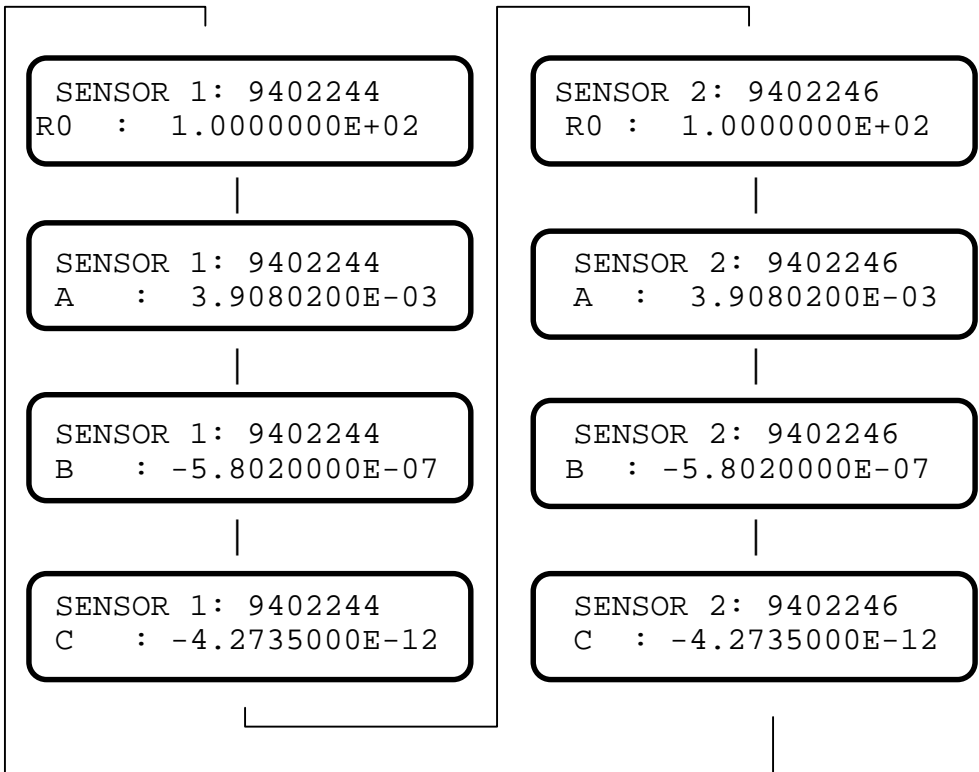 SENSOR 1: 9402244
R0 : 1.0000000E+02
SENSOR 1: 9402244
A : 3.9080200E-03
SENSOR 1: 9402244
B : -5.8020000E-07
SENSOR 1: 9402244
C : -4.2735000E-12
SENSOR 2: 9402246
R0 : 1.0000000E+02
SENSOR 2: 9402246
A : 3.9080200E-03
SENSOR 2: 9402246
B : -5.8020000E-07
SENSOR 2: 9402246
C : -4.2735000E-12